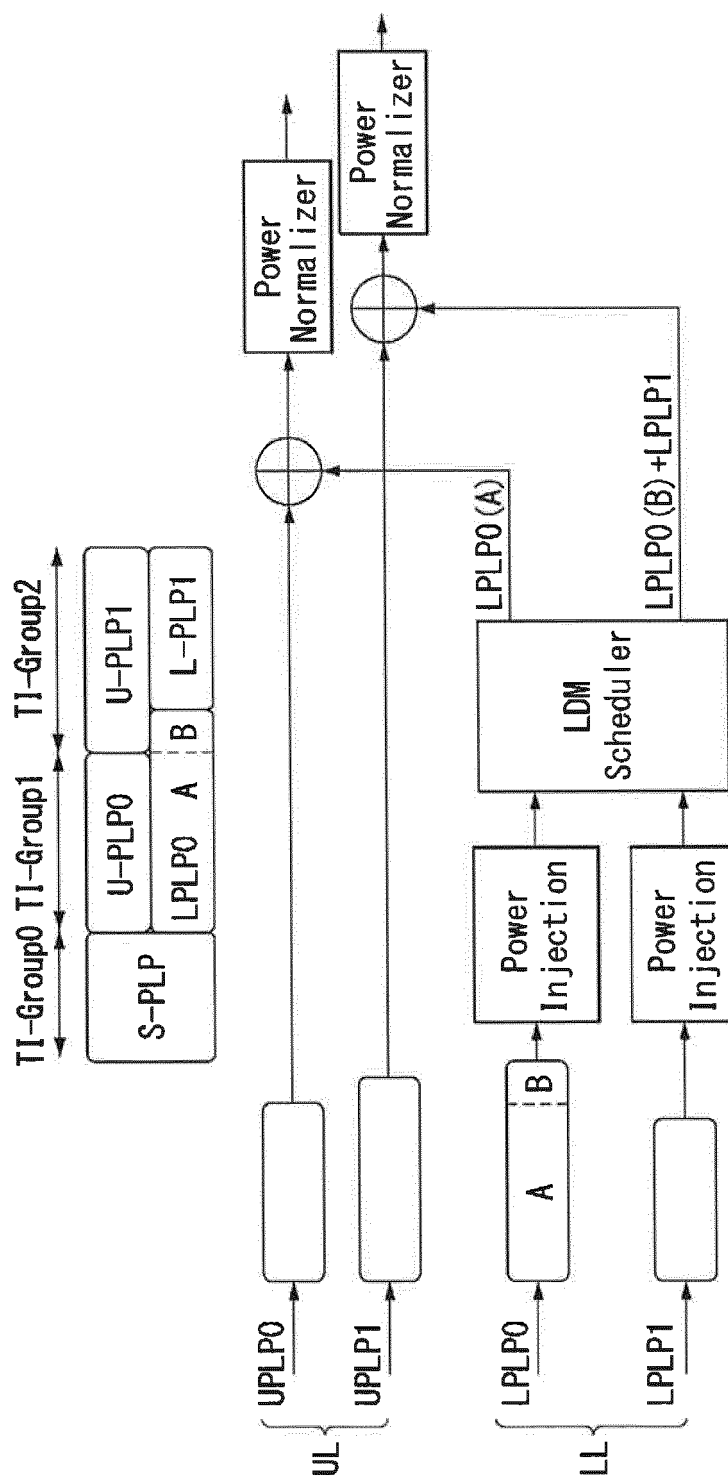 TI-Group0
TI-Group1
TI-Group2
S-PLP
U-PLP0
U-PLP1
LPLP0 A
B
L-PLP1
UL
UPLP0
UPLP1
Power
Normalizer
Power
Normalizer
LL
LPLP0
A
B
Power
Injection
LPLP1
Power
Injection
LDM
Scheduler
LPLP0(A)
LPLP0(B)+LPLP1